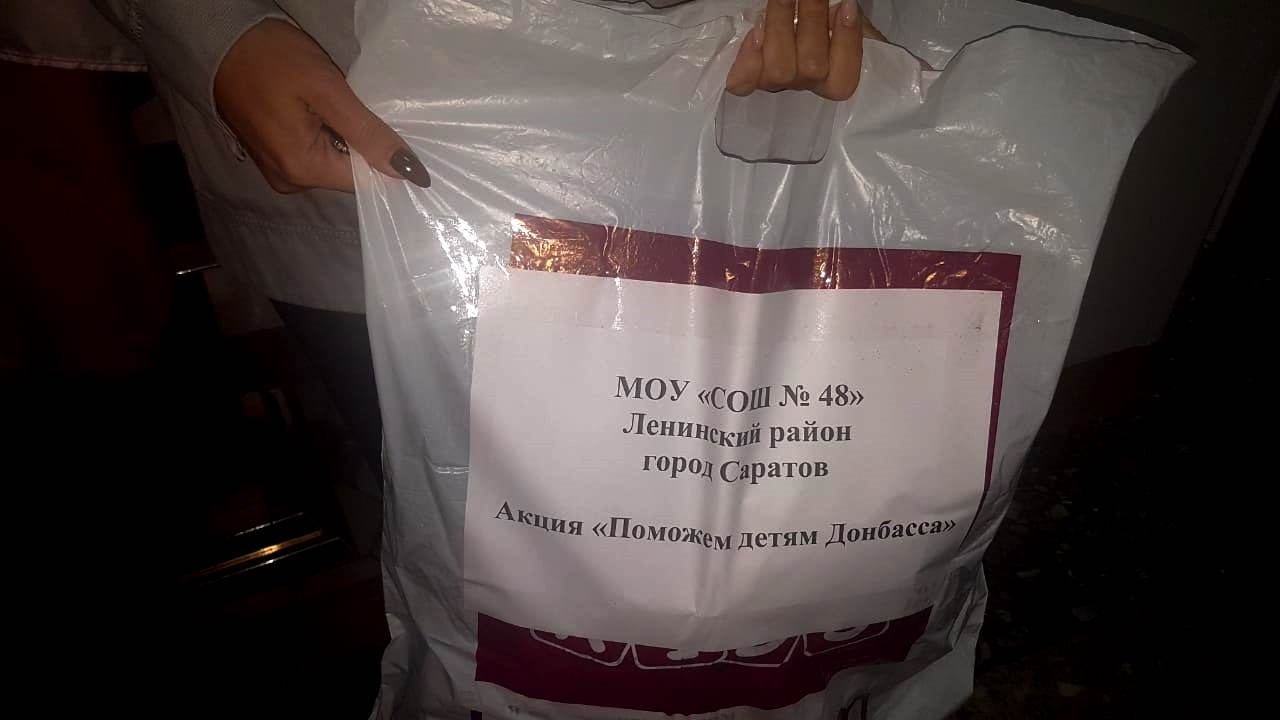 МОУ «СОШ № 48»
Ленинский район
город Саратов
Акция «Поможем детям Донбасса»